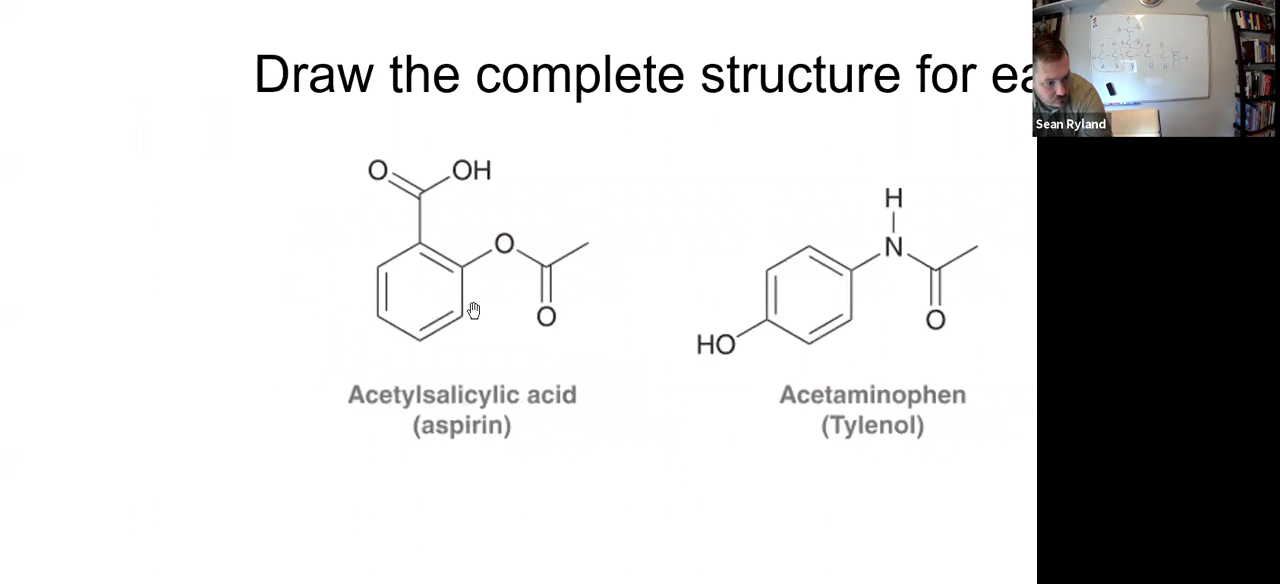 Draw the complete structure for ea
Sean Ryland
O
OH
O
O
H
N
O
HO
Acetylsalicylic acid
(aspirin)
Acetaminophen
(Tylenol)